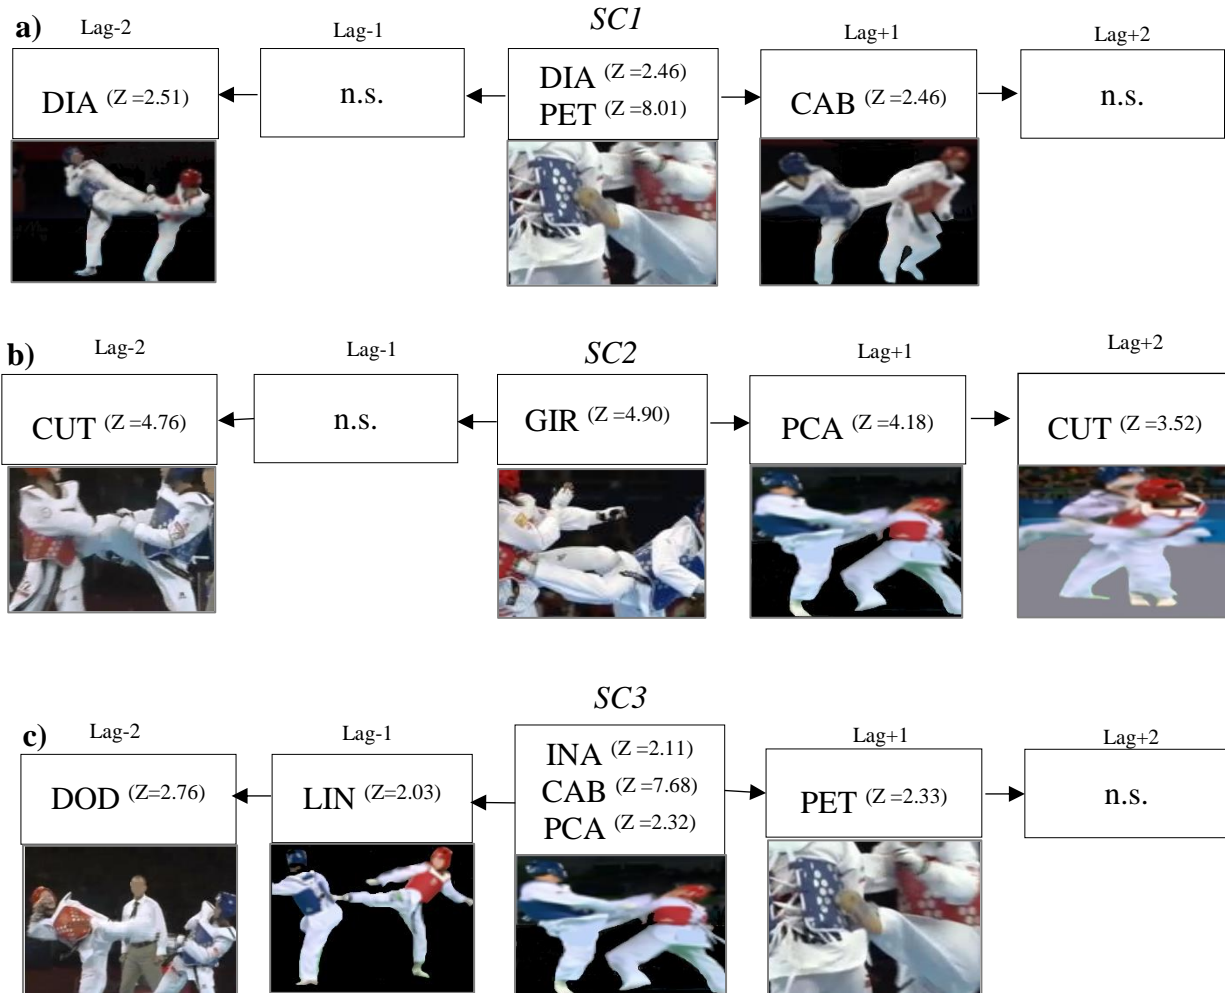 a)
Lag-2
Lag-1
SC1
Lag+1
Lag+2
DIA (Z =2.51)
n.s.
DIA (Z =2.46)
PET (Z =8.01)
CAB (Z =2.46)
n.s.
b)
Lag-2
Lag-1
SC2
Lag+1
Lag+2
CUT (Z =4.76)
n.s.
GIR (Z =4.90)
PCA (Z =4.18)
CUT (Z =3.52)
SC3
c)
Lag-2
Lag-1
Lag+1
Lag+2
DOD (Z=2.76)
LIN (Z=2.03)
INA (Z =2.11)
CAB (Z =7.68)
PCA (Z =2.32)
PET (Z =2.33)
n.s.